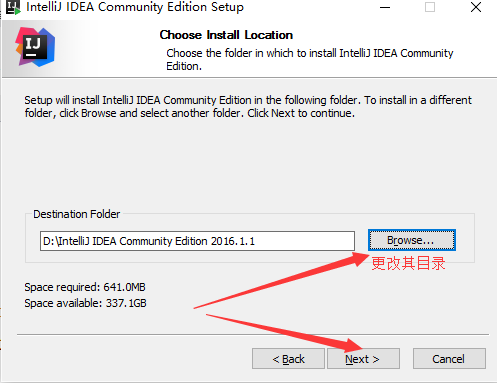 IntelliJ IDEA Community Edition Setup
IJ
Choose Install Location
Choose the folder in which to install IntelliJ IDEA Community
Edition.
Setup will install IntelliJ IDEA Community Edition in the following folder. To install in a different
folder, click Browse and select another folder. Click Next to continue.
Destination Folder
D:\IntelliJ IDEA Community Edition 2016.1.1
Browse...
更改其目录
Space required: 641.0MB
Space available: 337.1GB
< Back
Next >
Cancel